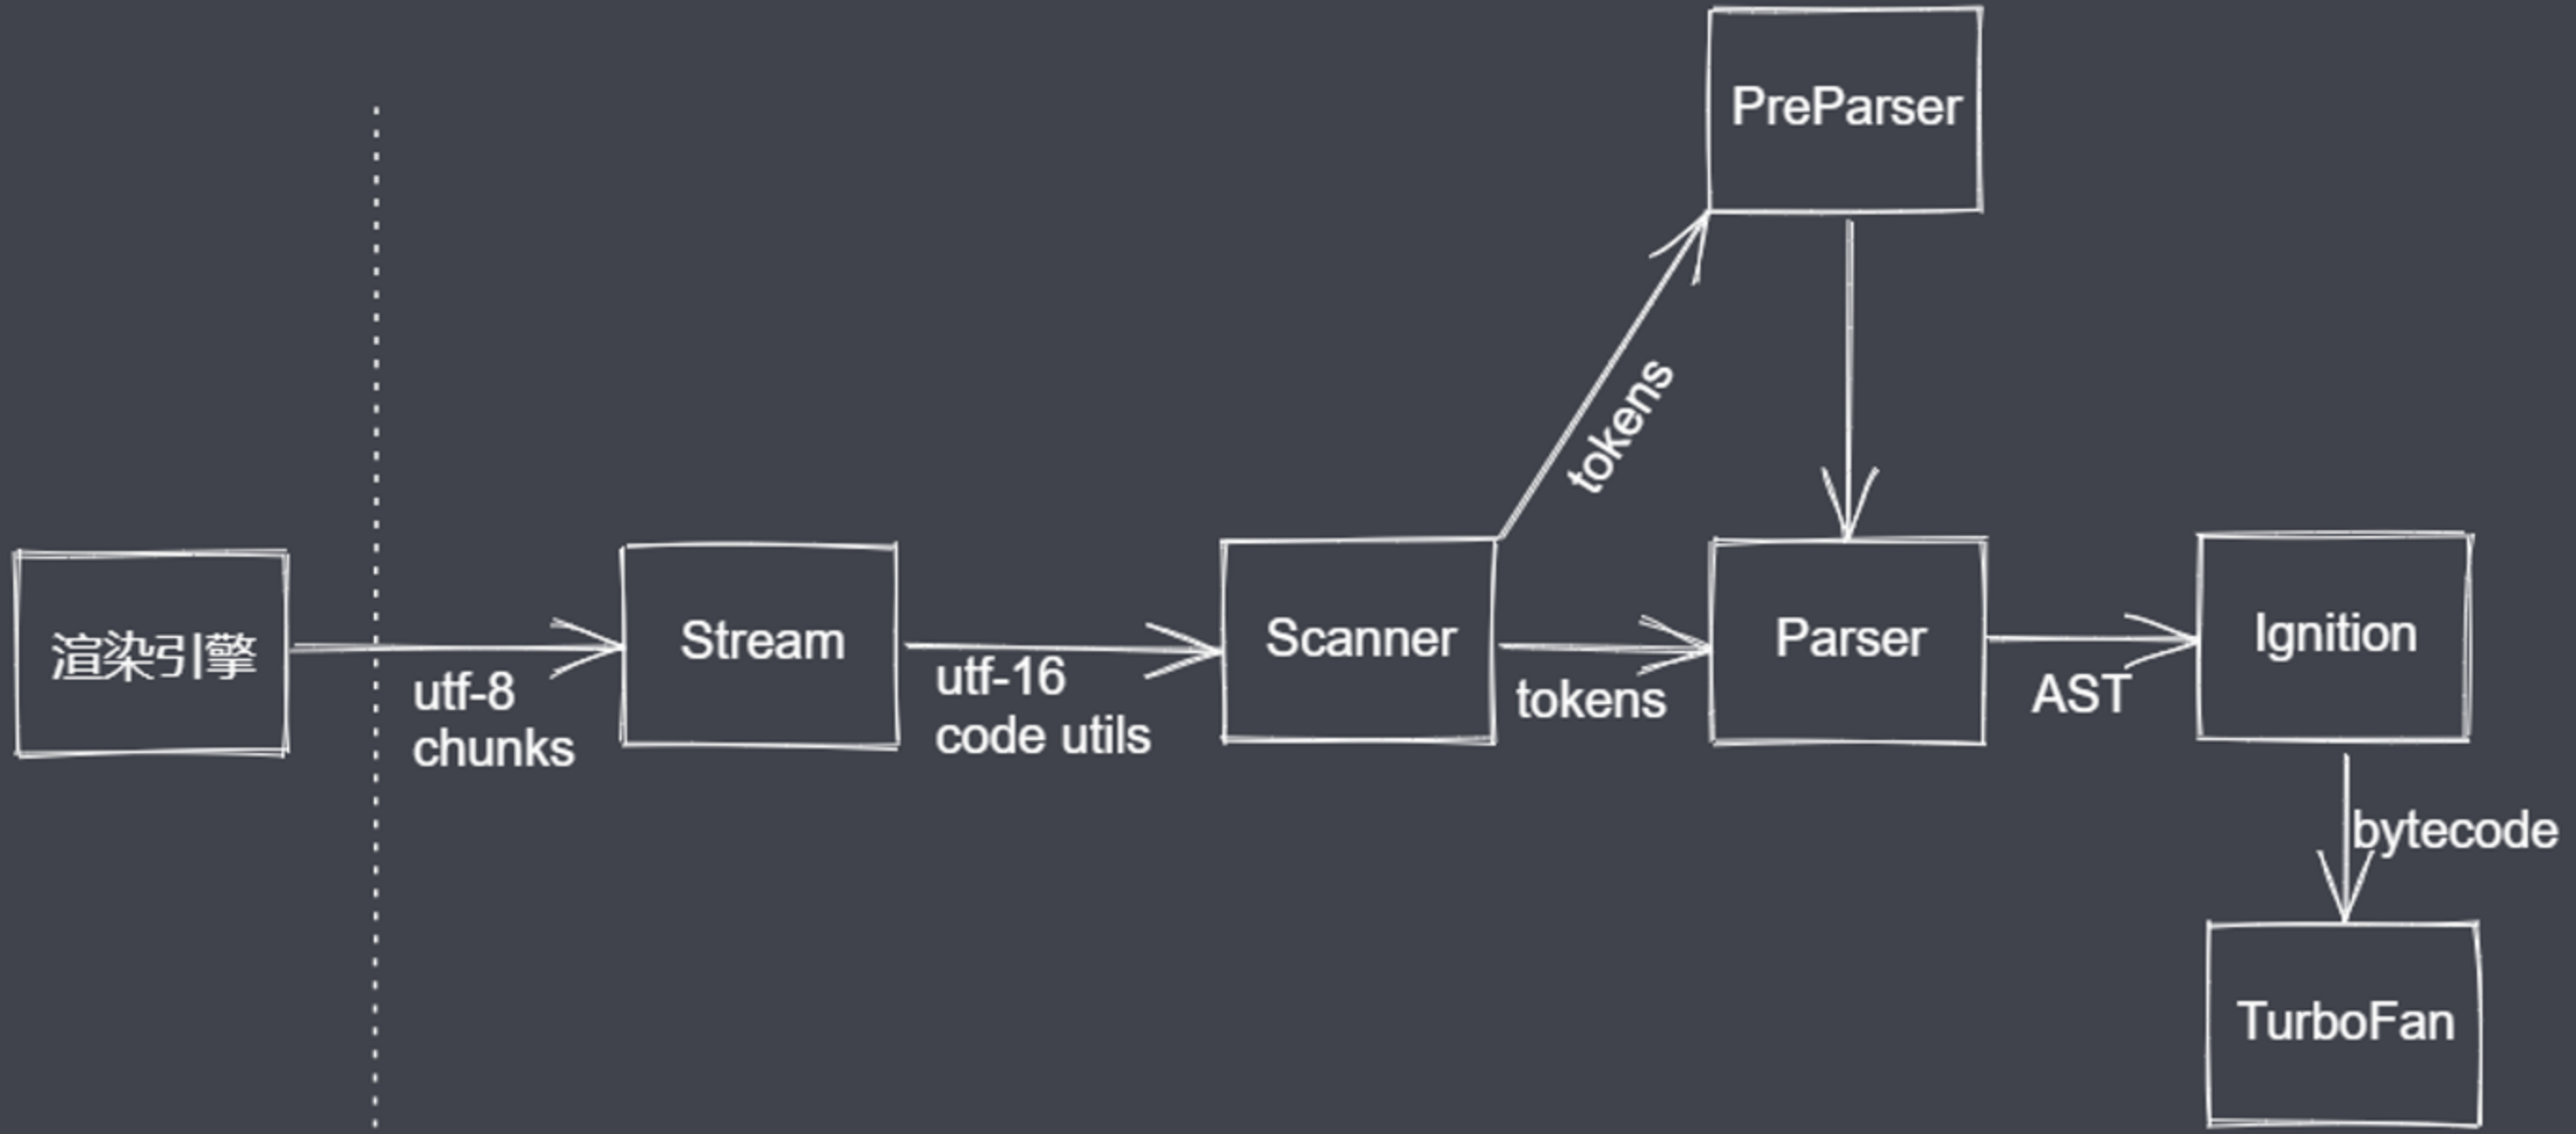 PreParser
tokens
渲染引擎
utf-8
chunks
Stream
utf-16
code utils
Scanner
tokens
Parser
AST
Ignition
bytecode
TurboFan